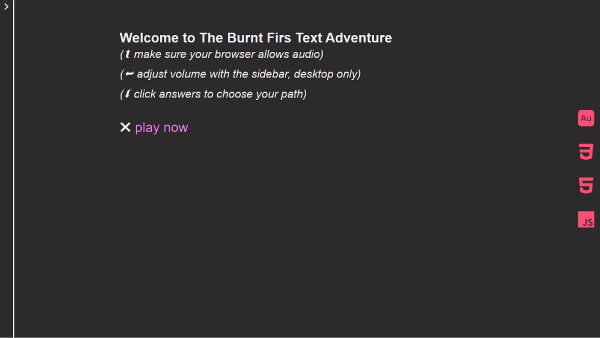 Welcome to The Burnt Firs Text Adventure
(⬆ make sure your browser allows audio)
(⬅ adjust volume with the sidebar, desktop only)
(⬇ click answers to choose your path)
✕ play now
Au
JS